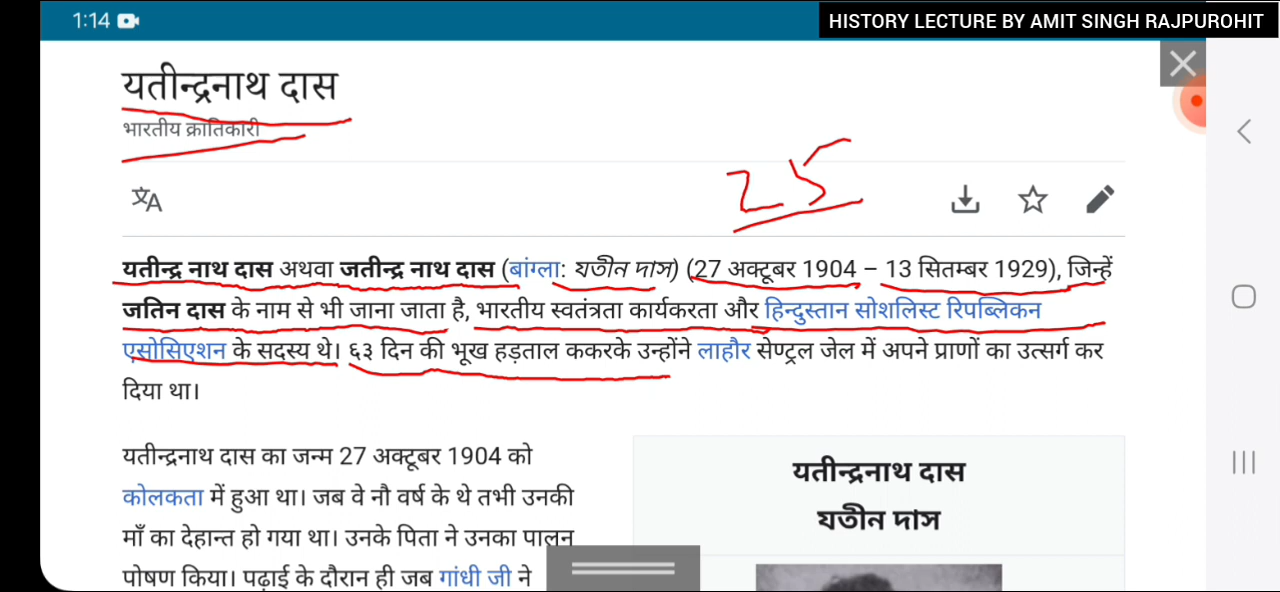 1:14
HISTORY LECTURE BY AMIT SINGH RAJPUROHIT
यतीन्द्रनाथ दास
भारतीय क्रांतिकारी
25
यतीन्द्र नाथ दास अथवा जतीन्द्र नाथ दास (बांग्ला: যতীন দাস) (27 अक्टूबर 1904 – 13 सितम्बर 1929), जिन्हें
जतिन दास के नाम से भी जाना जाता है, भारतीय स्वतंत्रता कार्यकरता और हिन्दुस्तान सोशलिस्ट रिपब्लिकन
एसोसिएशन के सदस्य थे। ६३ दिन की भूख हड़ताल ककरके उन्होंने लाहौर सेण्ट्रल जेल में अपने प्राणों का उत्सर्ग कर
दिया था।
यतीन्द्रनाथ दास का जन्म 27 अक्टूबर 1904 को
कोलकता में हुआ था। जब वे नौ वर्ष के थे तभी उनकी
माँ का देहान्त हो गया था। उनके पिता ने उनका पालन
पोषण किया। पढ़ाई के दौरान ही जब गांधी जी ने
यतीन्द्रनाथ दास
যতীন দাস